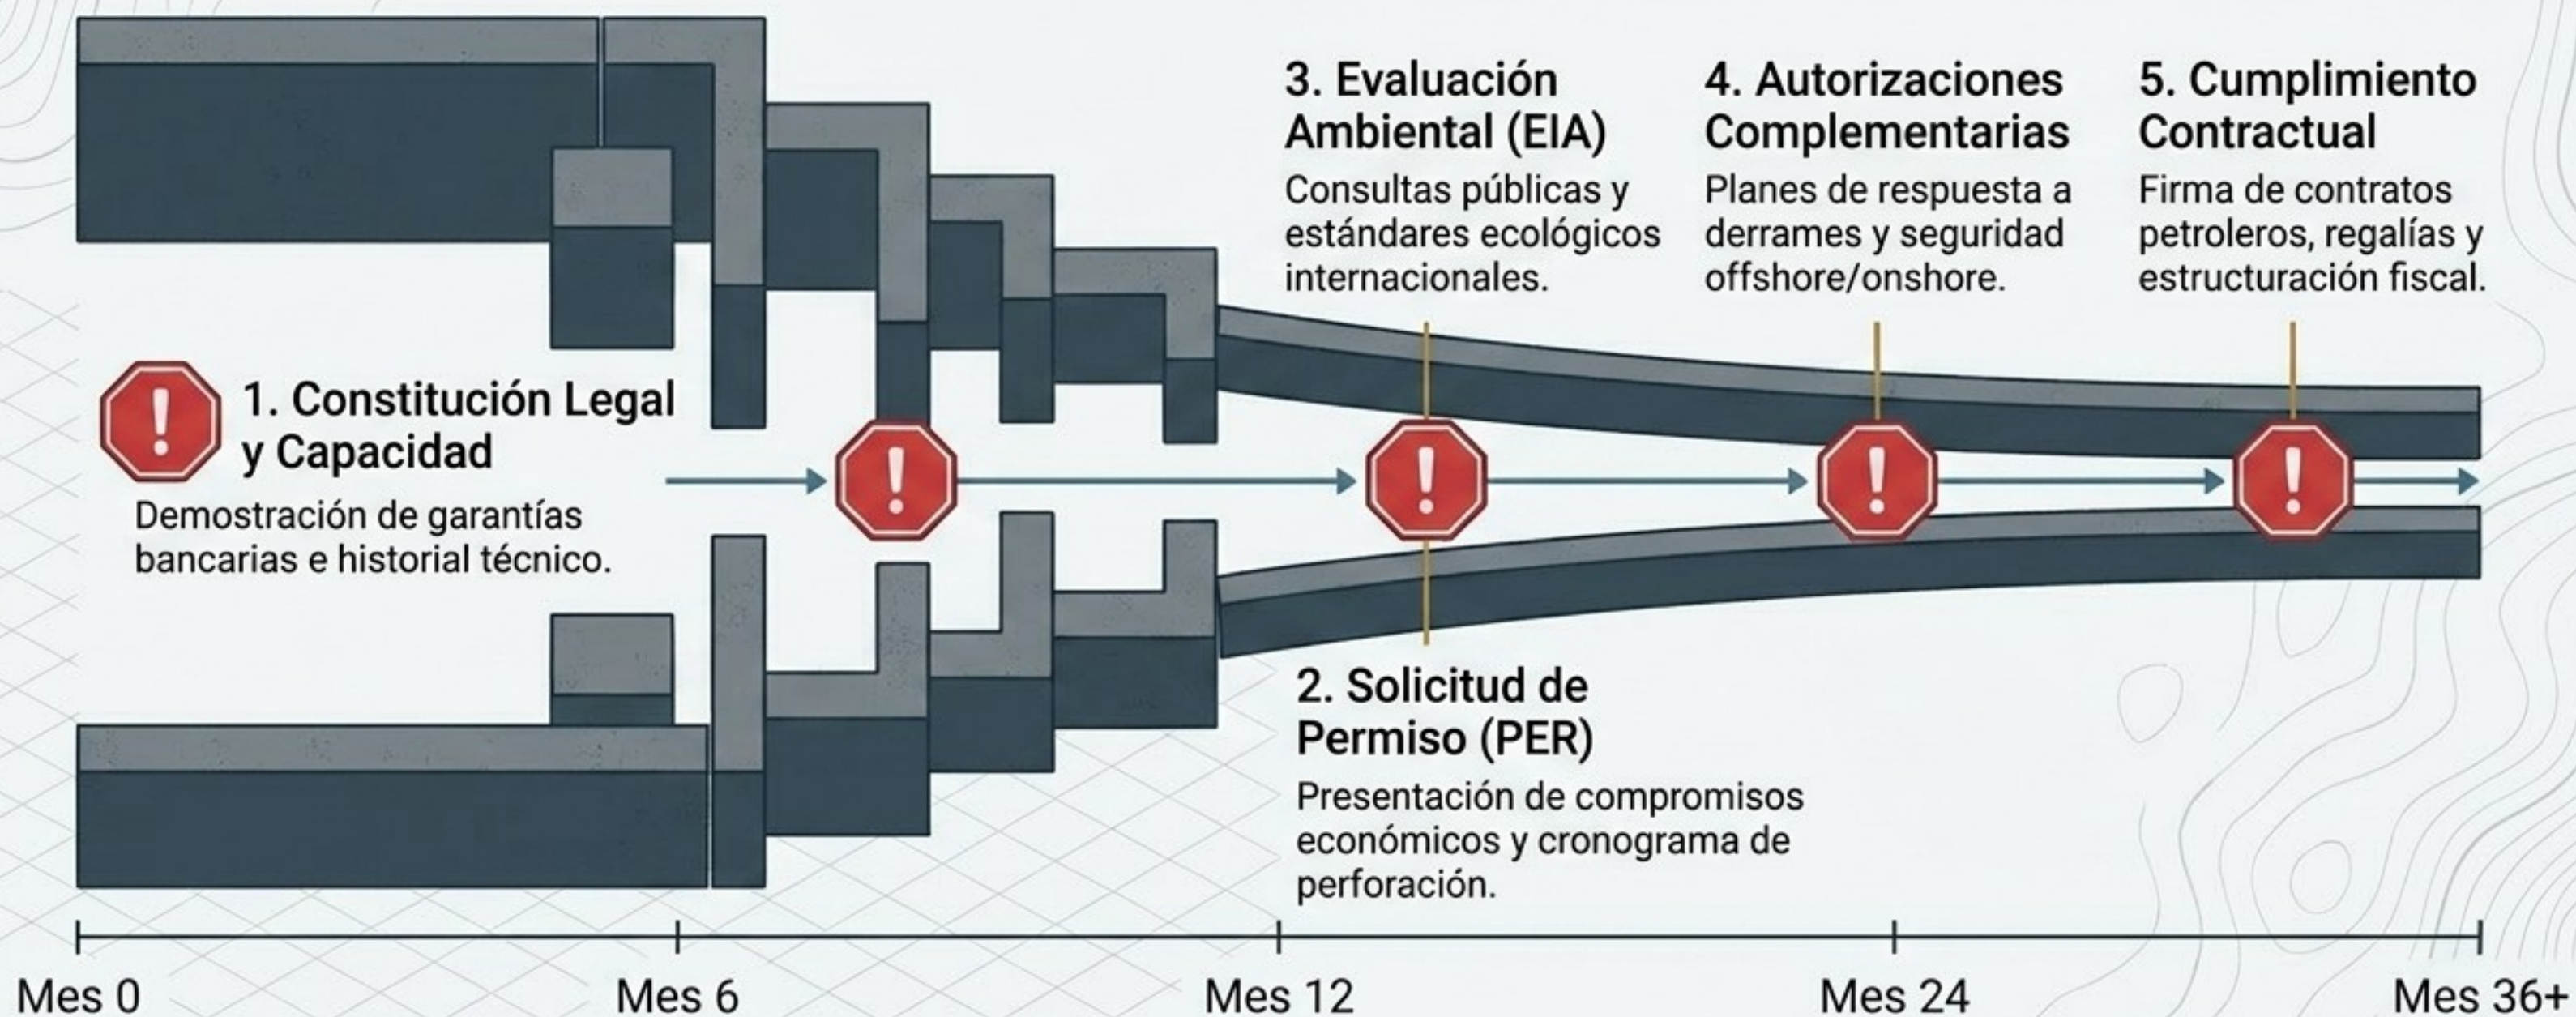 1. Constitución Legal
y Capacidad
Demostración de garantías
bancarias e historial técnico.
2. Solicitud de
Permiso (PER)
Presentación de compromisos
económicos y cronograma de
perforación.
3. Evaluación
Ambiental (EIA)
Consultas públicas y
estándares ecológicos
internacionales.
4. Autorizaciones
Complementarias
Planes de respuesta a
derrames y seguridad
offshore/onshore.
5. Cumplimiento
Contractual
Firma de contratos
petroleros, regalías y
estructuración fiscal.
Mes 0
Mes 6
Mes 12
Mes 24
Mes 36+